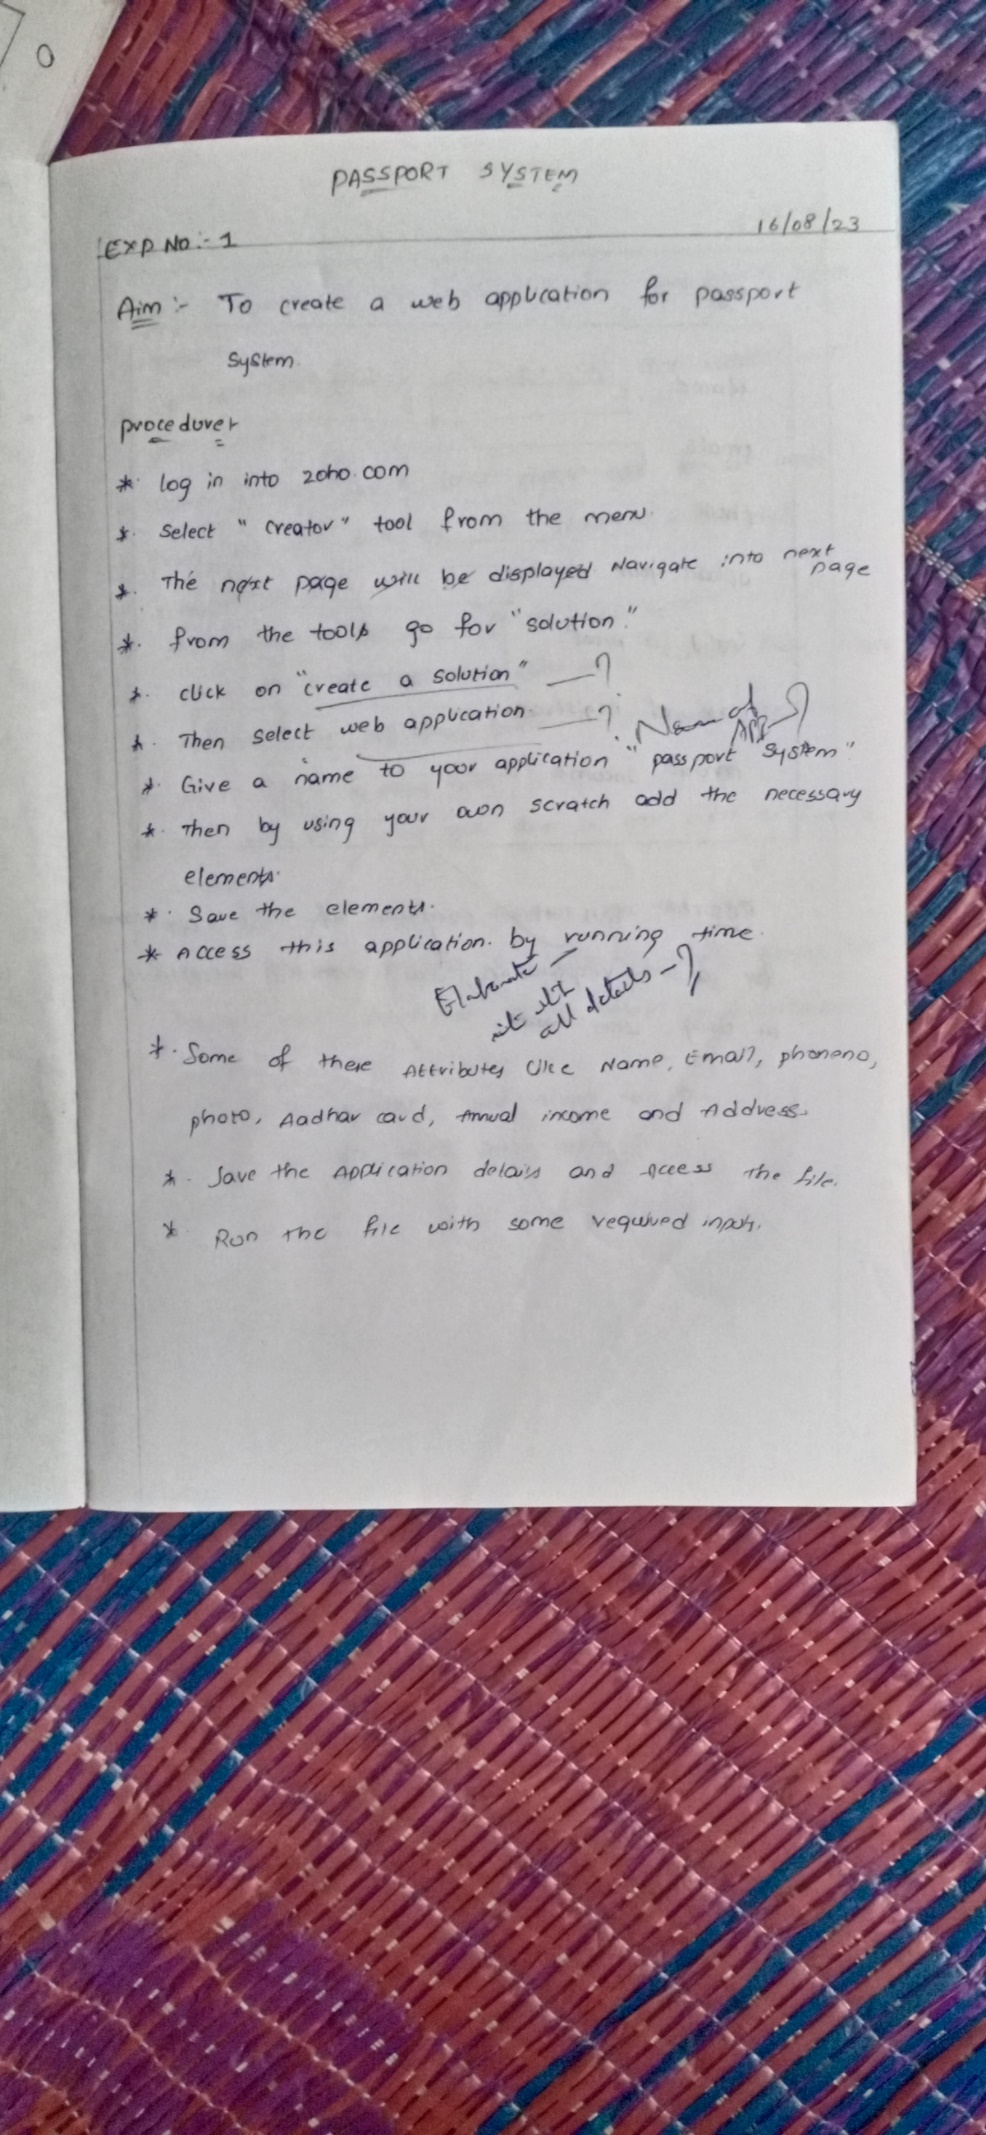 PASSPORT SYSTEM
16/08/23
EXP NO:- 1
Aim :- To create a web application for passport
System.
procedure:-
* log in into zoho.com
* Select "creator" tool from the menu.
* The next page will be displayed Navigate into next page
* from the tools go for "solution."
* click on "create a solution" ?
* Then Select web application ?
Name of App ?
* Give a name to your application "passport System"
* Then by using your own scratch add the necessary
elements.
* Save the elements.
* Access this application. by running time.
Elaborate
all details - ?
* Some of these Attributes like Name, Email, phoneno,
photo, Aadhar card, Annual income and Address.
* Save the Application details and access the file.
* Run the file with some required inputs.